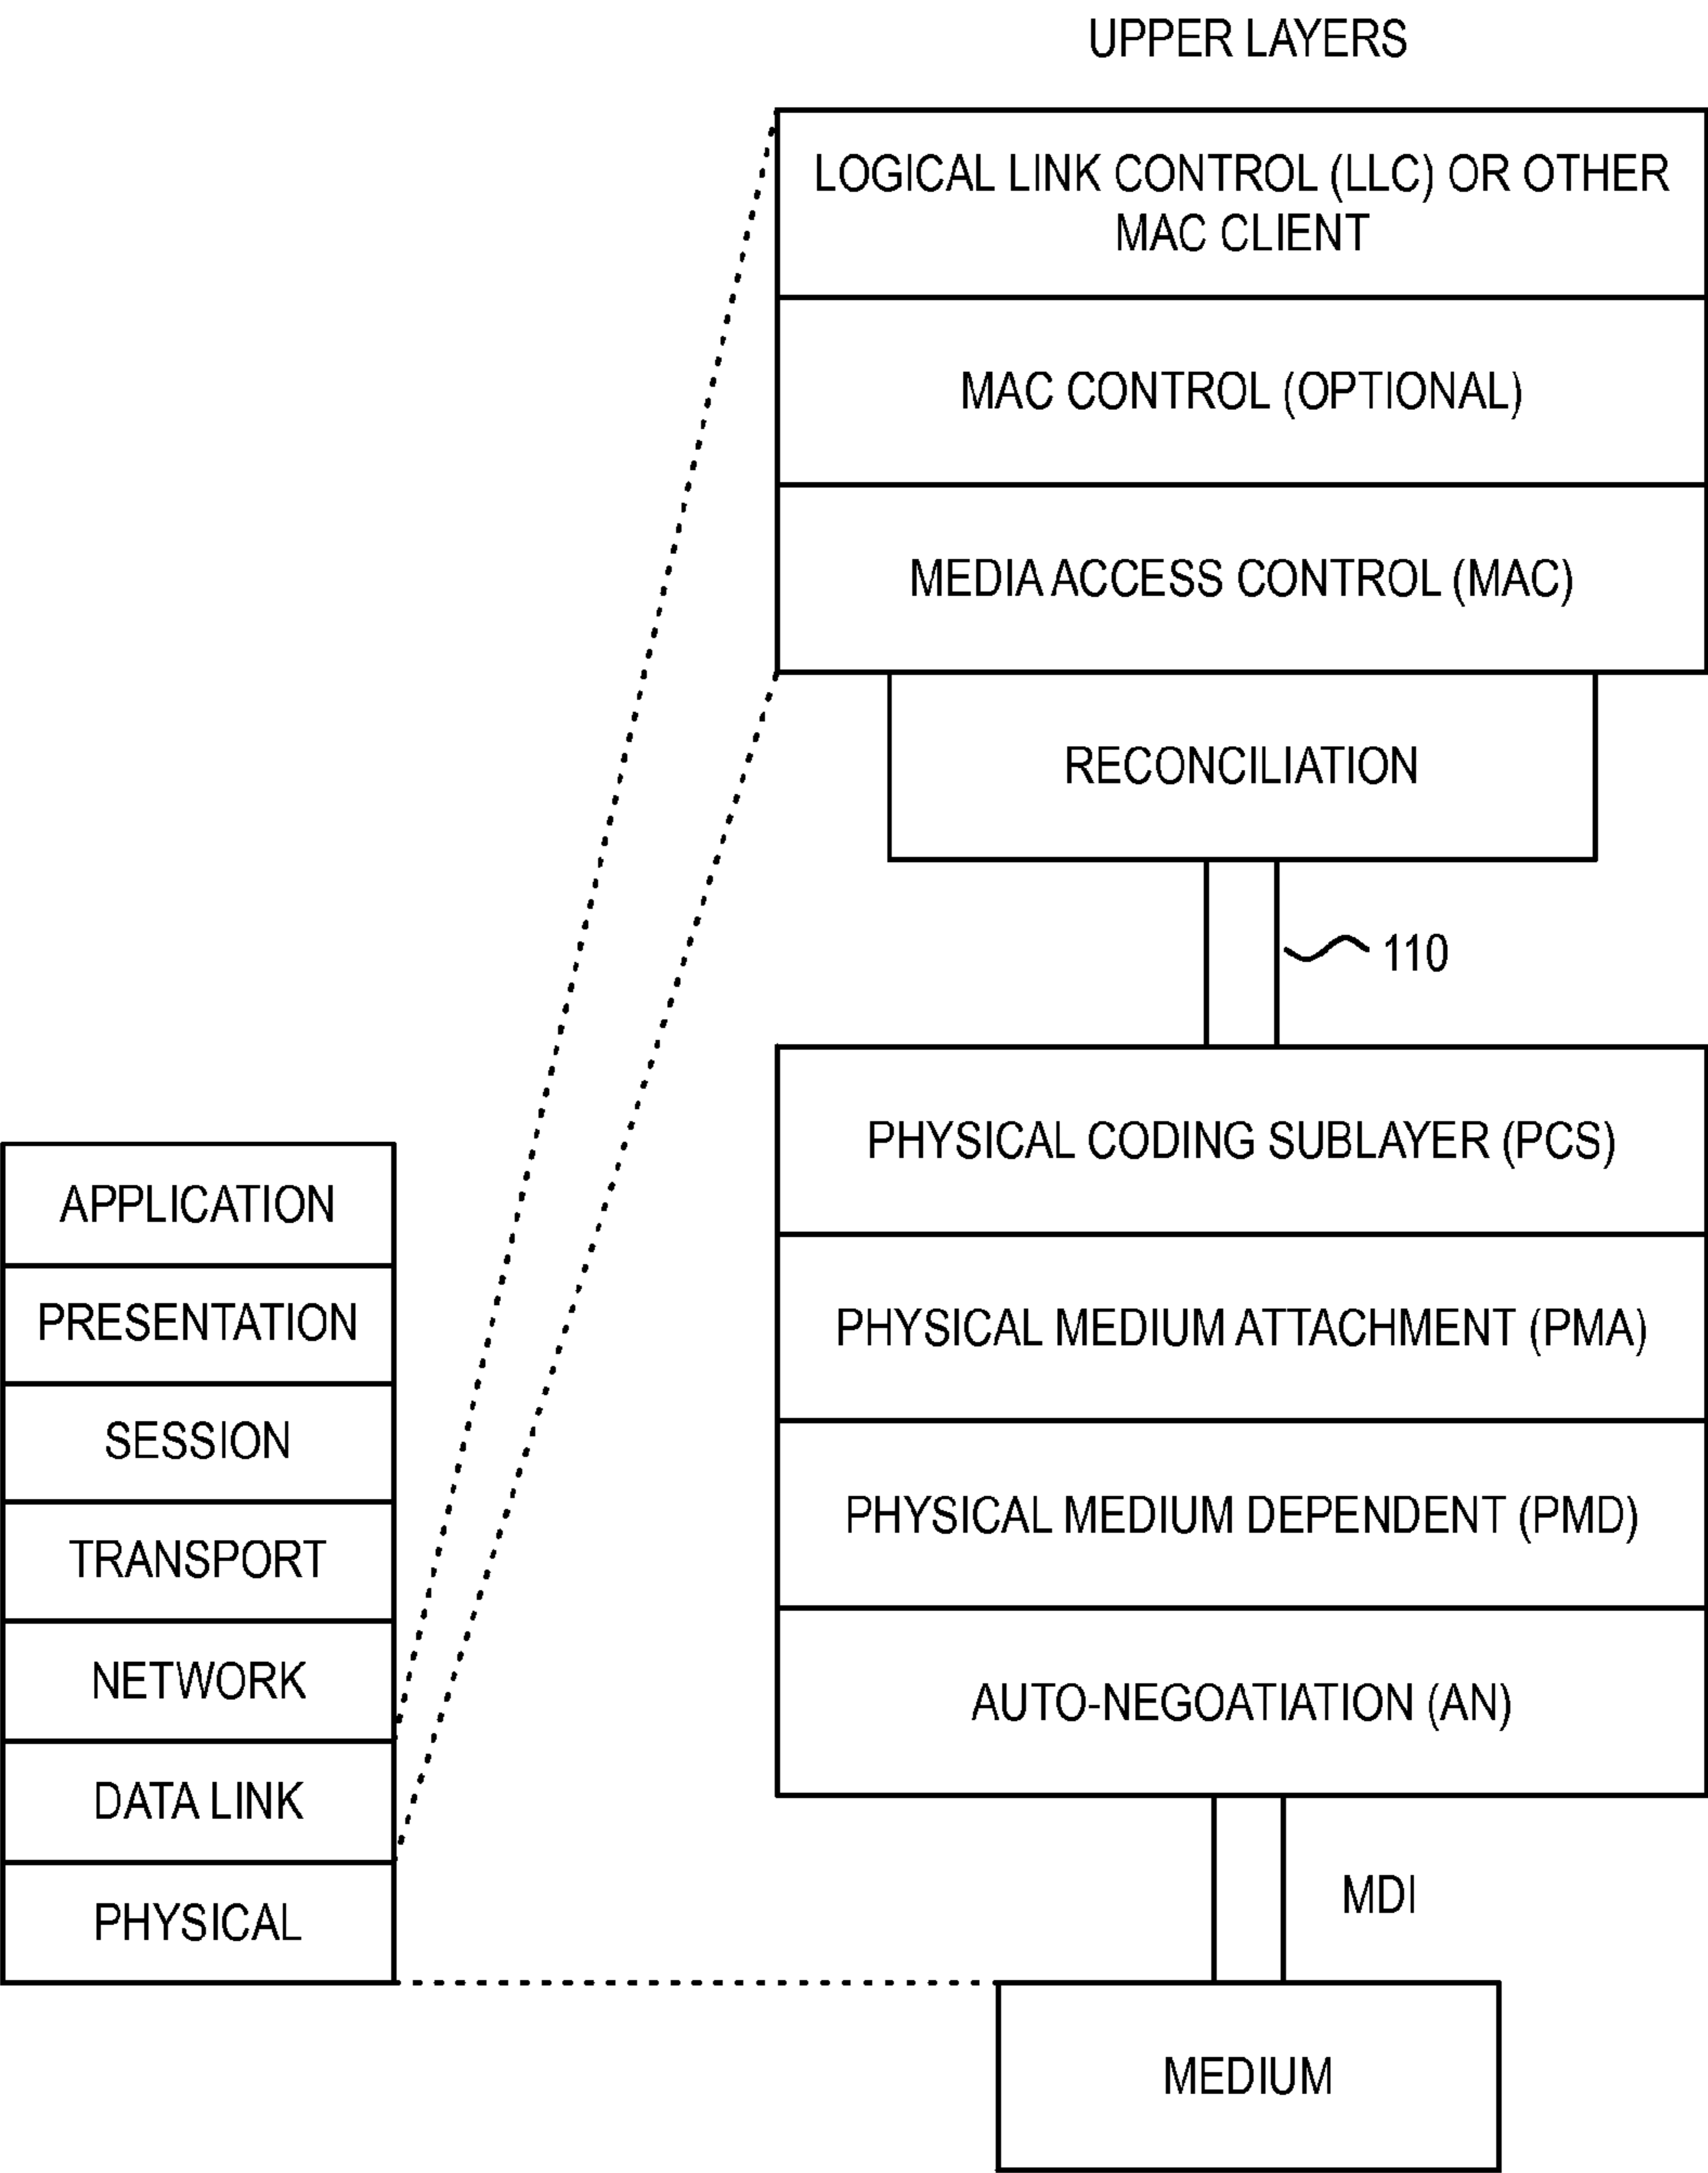 UPPER LAYERS
LOGICAL LINK CONTROL (LLC) OR OTHER
MAC CLIENT
MAC CONTROL (OPTIONAL)
MEDIA ACCESS CONTROL (MAC)
RECONCILIATION
110
PHYSICAL CODING SUBLAYER (PCS)
PHYSICAL MEDIUM ATTACHMENT (PMA)
PHYSICAL MEDIUM DEPENDENT (PMD)
AUTO-NEGOATIATION (AN)
MDI
MEDIUM
APPLICATION
PRESENTATION
SESSION
TRANSPORT
NETWORK
DATA LINK
PHYSICAL